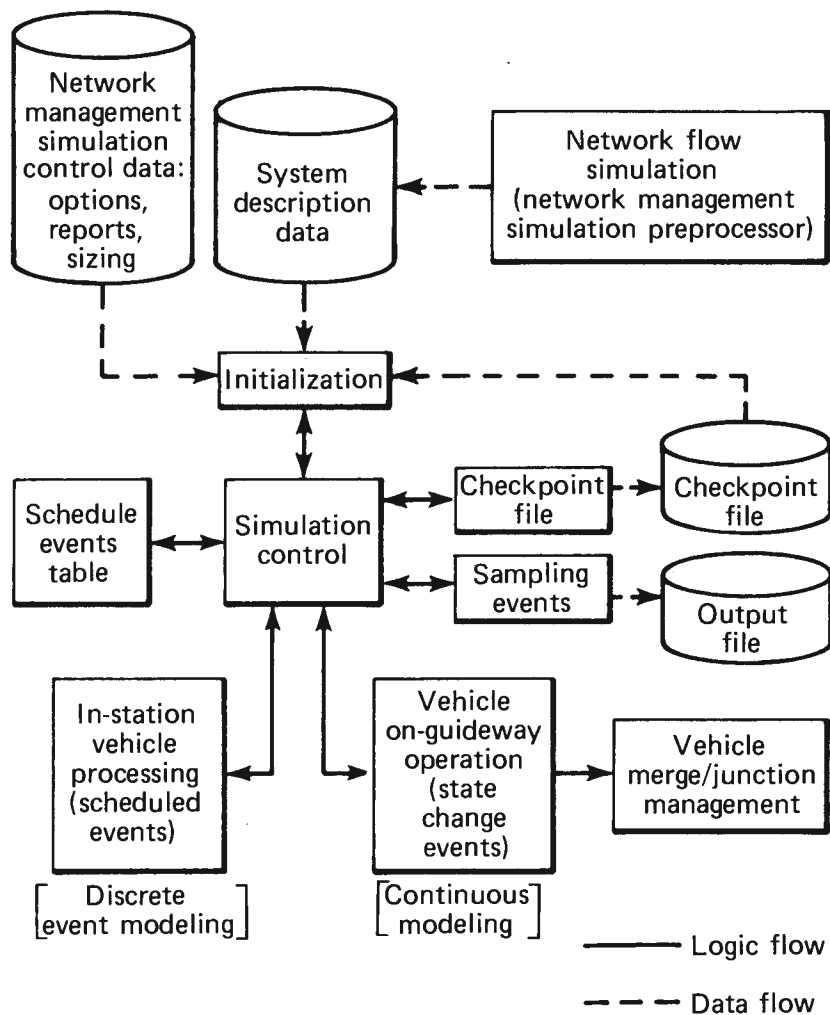 Network
management
simulation
control data:
options,
reports,
sizing
System
description
data
Network flow
simulation
(network management
simulation preprocessor)
Initialization
Schedule
events
table
Simulation
control
Checkpoint
file
Checkpoint
file
Sampling
events
Output
file
In-station
vehicle
processing
(scheduled
events)
Vehicle
on-guideway
operation
(state
change
events)
Vehicle
merge/junction
management
[Discrete
event modeling]
[Continuous
modeling]
Logic flow
Data flow